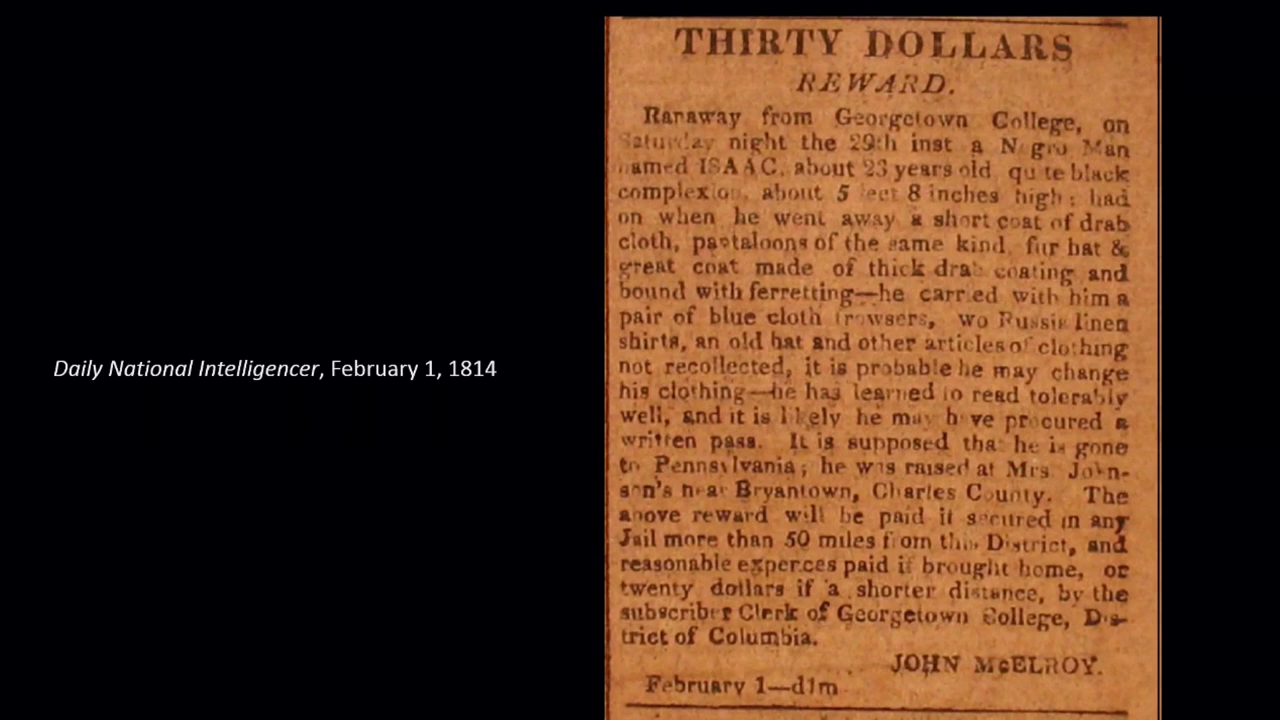 Daily National Intelligencer, February 1, 1814
THIRTY DOLLARS
REWARD.
Ranaway from Georgetown College, on
Saturday night the 29th inst a Negro Man
named ISAAC, about 23 years old, quite black
complexion, about 5 feet 8 inches high; had
on when he went away a short coat of drab
cloth, pantaloons of the same kind, fur hat &
great coat made of thick drab coating and
bound with ferretting—he carried with him a
pair of blue cloth trowsers, two Russia linen
shirts, an old hat and other articles of clothing
not recollected, it is probable he may change
his clothing—he has learned to read tolerably
well, and it is likely he may have procured a
written pass. It is supposed that he is gone
to Pennsylvania; he was raised at Mrs. John-
son's near Bryantown, Charles County. The
above reward will be paid if secured in any
Jail more than 50 miles from this District, and
reasonable expences paid if brought home, or
twenty dollars if a shorter distance, by the
subscriber Clerk of Georgetown College, Dis-
trict of Columbia.
JOHN McELROY.
February 1—d1m